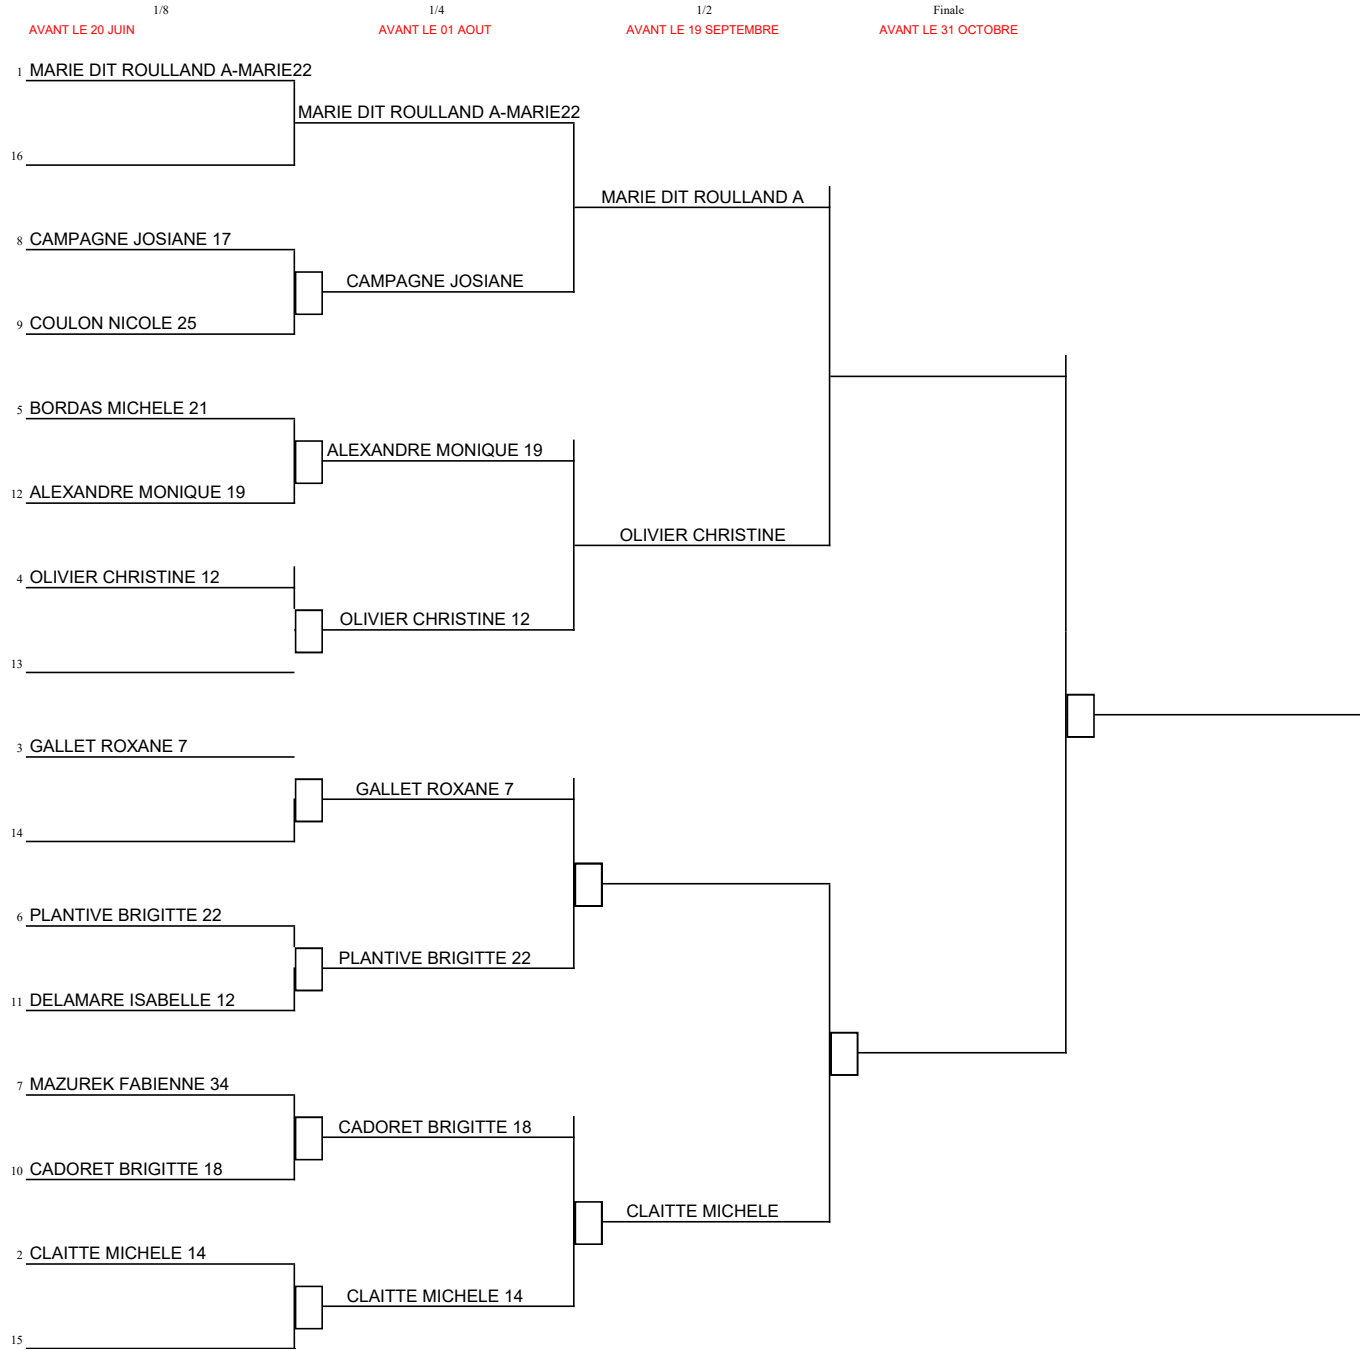 1/8 1/4 1/2 Finale
AVANT LE 20 JUIN AVANT LE 01 AOUT AVANT LE 19 SEPTEMBRE AVANT LE 31 OCTOBRE
1 MARIE DIT ROULLAND A-MARIE22
MARIE DIT ROULLAND A-MARIE22
16
MARIE DIT ROULLAND A
8 CAMPAGNE JOSIANE 17
CAMPAGNE JOSIANE
9 COULON NICOLE 25
5 BORDAS MICHELE 21
ALEXANDRE MONIQUE 19
12 ALEXANDRE MONIQUE 19
OLIVIER CHRISTINE
4 OLIVIER CHRISTINE 12
OLIVIER CHRISTINE 12
13
3 GALLET ROXANE 7
GALLET ROXANE 7
14
6 PLANTIVE BRIGITTE 22
PLANTIVE BRIGITTE 22
11 DELAMARE ISABELLE 12
7 MAZUREK FABIENNE 34
CADORET BRIGITTE 18
10 CADORET BRIGITTE 18
CLAITTE MICHELE
2 CLAITTE MICHELE 14
CLAITTE MICHELE 14
15